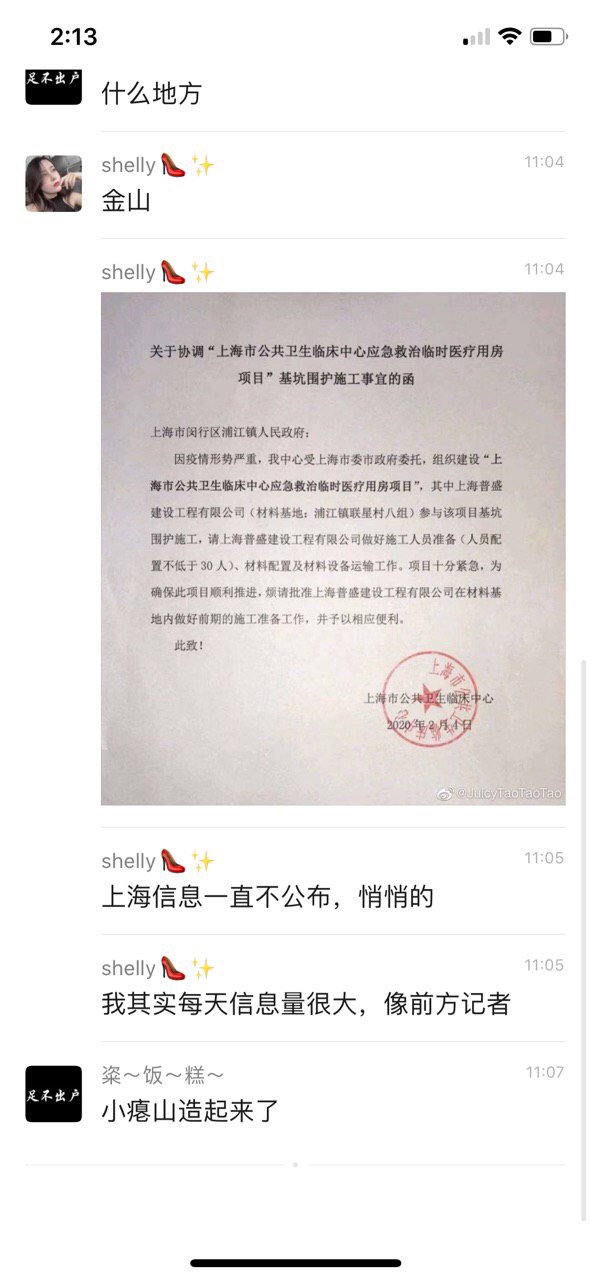 2:13
足不出户
什么地方
shelly👠✨ 11:04
金山
shelly👠✨ 11:04
关于协调“上海市公共卫生临床中心应急救治临时医疗用房
项目”基坑围护施工事宜的函
上海市闵行区浦江镇人民政府：
因疫情形势严重，我中心受上海市委市政府委托，组织建设“上
海市公共卫生临床中心应急救治临时医疗用房项目”，其中上海普盛
建设工程有限公司（材料基地：浦江镇联星村八组）参与该项目基坑
围护施工，请上海普盛建设工程有限公司做好施工人员准备（人员配
置不低于 30 人）、材料配置及材料设备运输工作。项目十分紧急，为
确保此项目顺利推进，烦请批准上海普盛建设工程有限公司在材料基
地内做好前期的施工准备工作，并予以相应便利。
此致！
上海市公共卫生临床中心
2020 年 2 月 4 日
@JuicyTaoTaoTao
shelly👠✨ 11:05
上海信息一直不公布，悄悄的
shelly👠✨ 11:05
我其实每天信息量很大，像前方记者
足不出户
粢～饭～糕～ 11:07
小瘪山造起来了